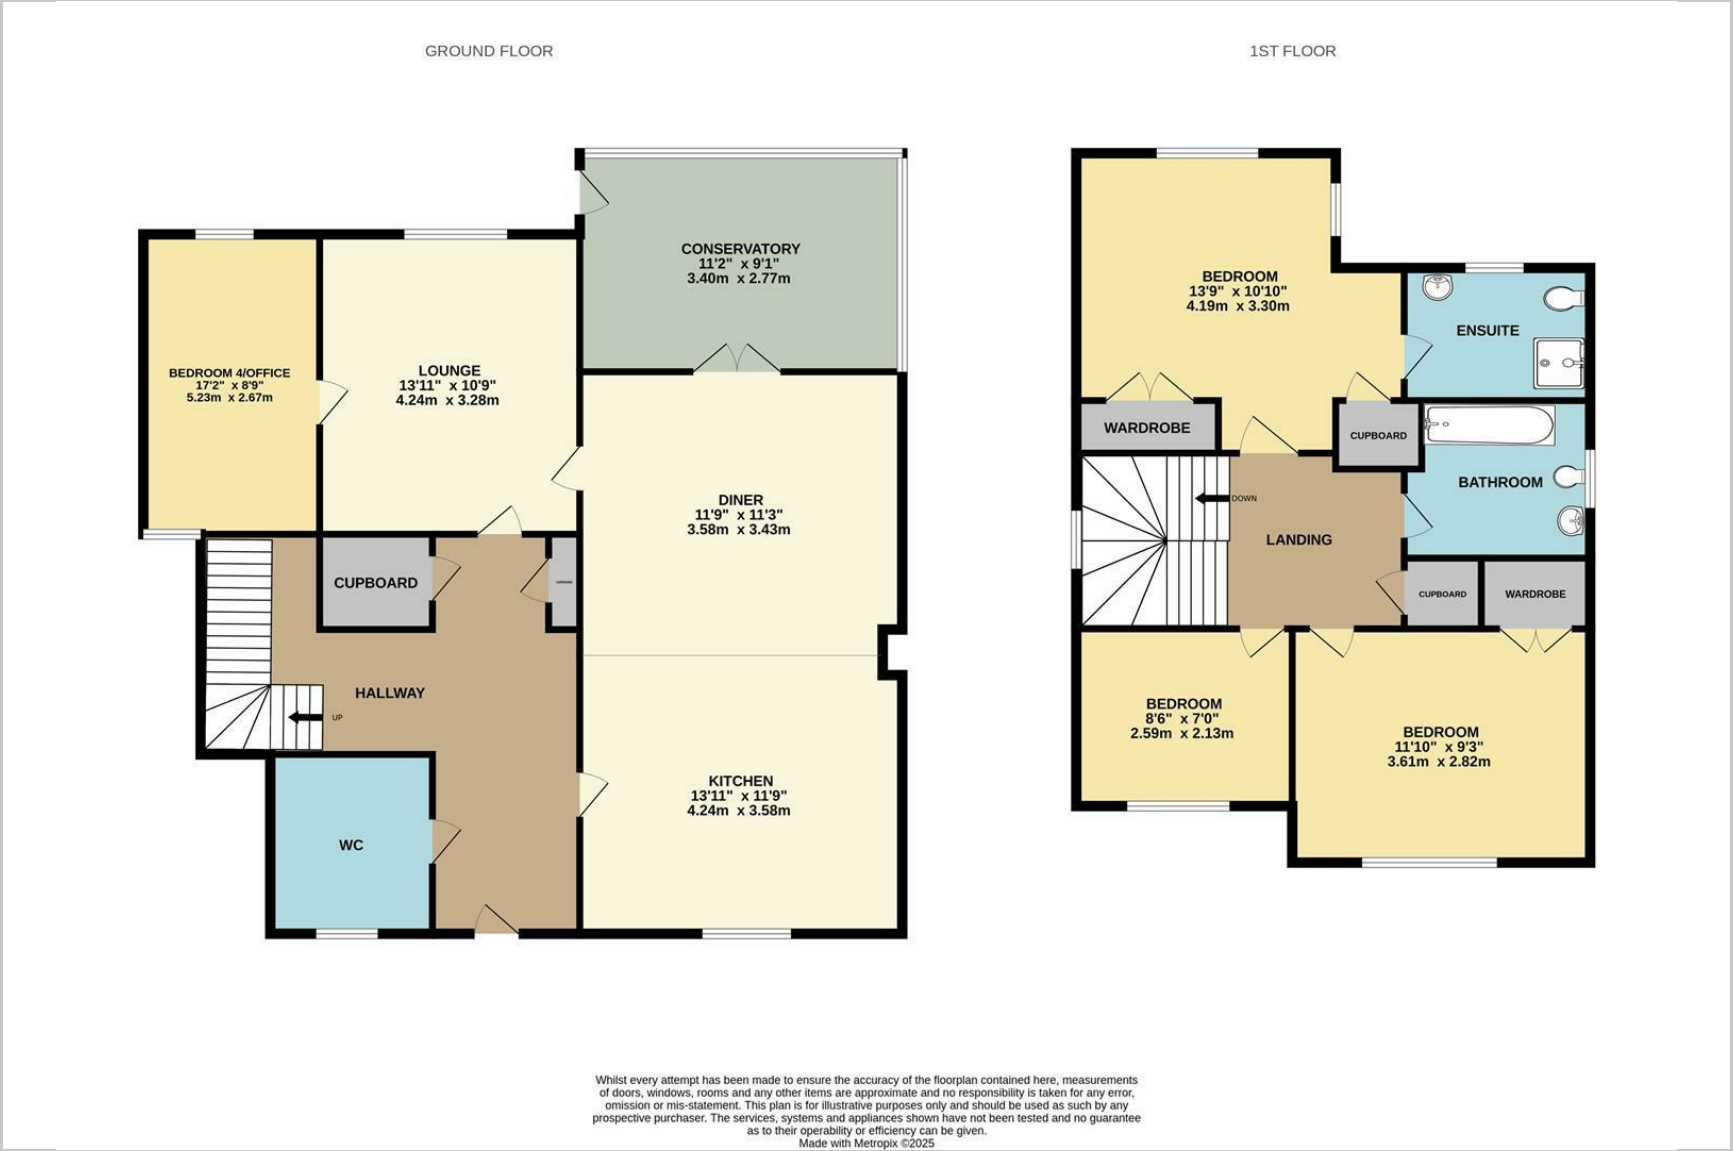 GROUND FLOOR
1ST FLOOR
CONSERVATORY
11'2" x 9'1"
3.40m x 2.77m
BEDROOM 4/OFFICE
17'2" x 8'9"
5.23m x 2.67m
LOUNGE
13'11" x 10'9"
4.24m x 3.28m
DINER
11'9" x 11'3"
3.58m x 3.43m
CUPBOARD
HALLWAY
UP
KITCHEN
13'11" x 11'9"
4.24m x 3.58m
WC
BEDROOM
13'9" x 10'10"
4.19m x 3.30m
ENSUITE
WARDROBE
CUPBOARD
BATHROOM
DOWN
LANDING
CUPBOARD
WARDROBE
BEDROOM
8'6" x 7'0"
2.59m x 2.13m
BEDROOM
11'10" x 9'3"
3.61m x 2.82m
Whilst every attempt has been made to ensure the accuracy of the floorplan contained here, measurements
of doors, windows, rooms and any other items are approximate and no responsibility is taken for any error,
omission or mis-statement. This plan is for illustrative purposes only and should be used as such by any
prospective purchaser. The services, systems and appliances shown have not been tested and no guarantee
as to their operability or efficiency can be given.
Made with Metropix ©2025